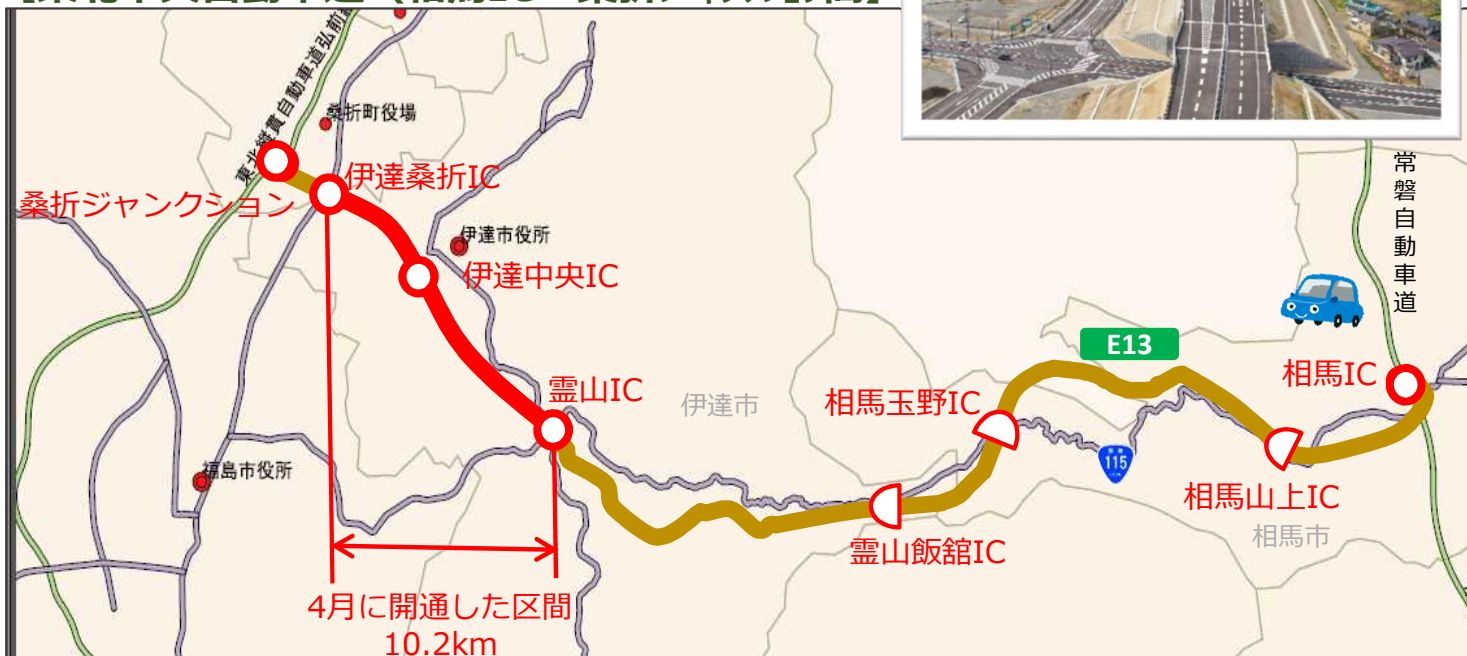 東北縦貫自動車道弘前
桑折町役場
常磐自動車道
桑折ジャンクション
伊達桑折IC
伊達市役所
伊達中央IC
E13
相馬IC
霊山IC
伊達市
相馬玉野IC
115
福島市役所
相馬山上IC
相馬市
霊山飯舘IC
4月に開通した区間
10.2km